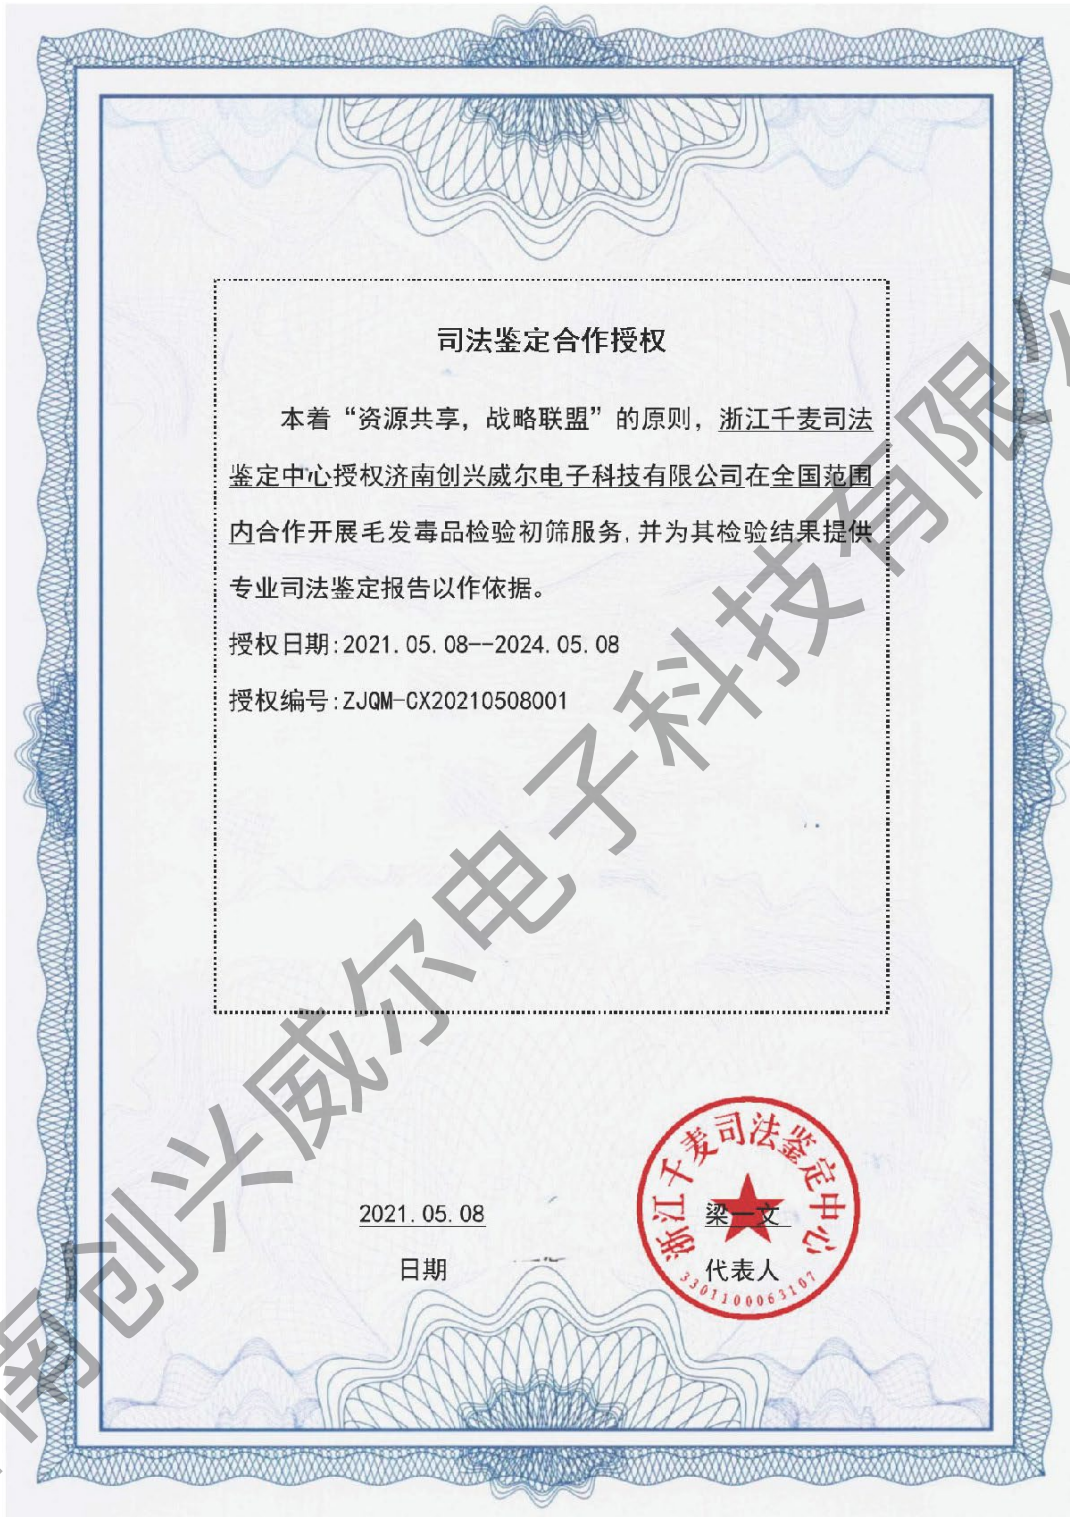 司法鉴定合作授权
本着“资源共享，战略联盟”的原则，浙江千麦司法
鉴定中心授权济南创兴威尔电子科技有限公司在全国范围
内合作开展毛发毒品检验初筛服务,并为其检验结果提供
专业司法鉴定报告以作依据。
授权日期:2021.05.08--2024.05.08
授权编号:ZJQM-CX20210508001
浙江千麦司法鉴定中心
2021.05.08
梁一文
日期
代表人
3301100063107
南创兴威尔电子科技有限公